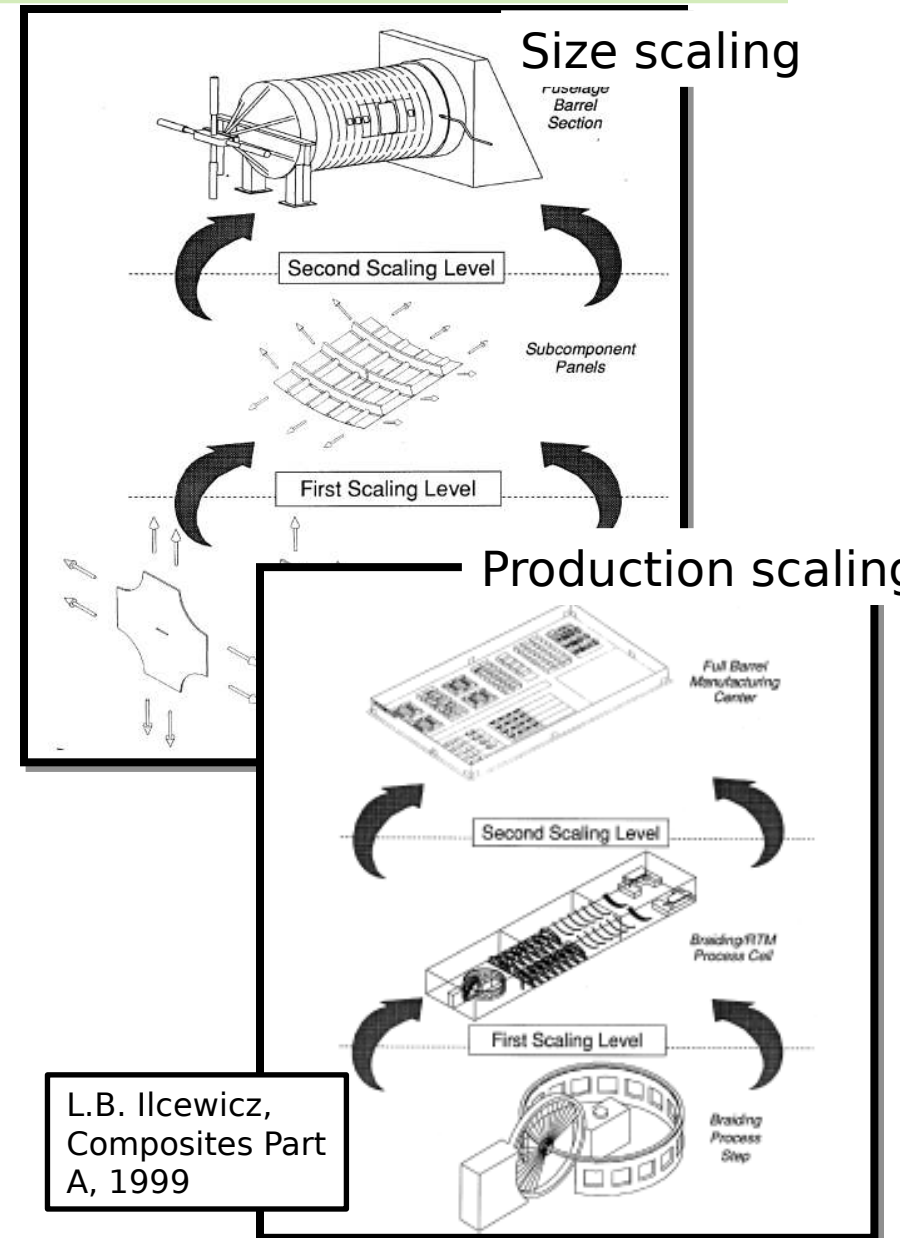 Size scaling
Fuselage
Barrel
Section
Second Scaling Level
Subcomponent
Panels
First Scaling Level
Production scaling
Full Barrel
Manufacturing
Center
Second Scaling Level
Braiding/RTM
Process Cell
First Scaling Level
Braiding
Process
Step
L.B. Ilcewicz,
Composites Part
A, 1999